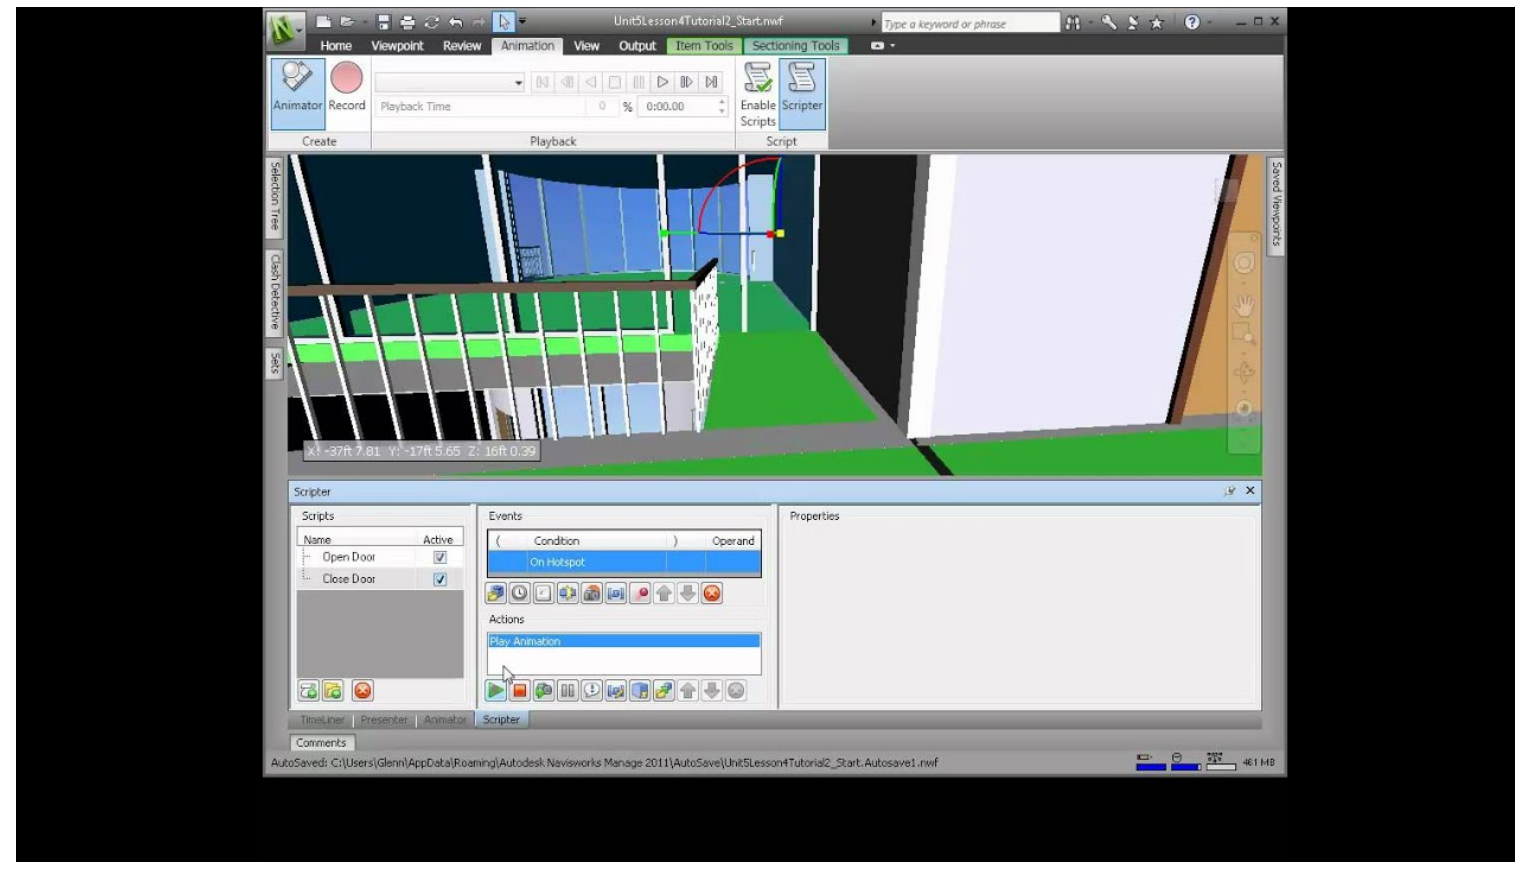 Unit5Lesson4Tutorial2_Start.nwf
Type a keyword or phrase
Home Viewpoint Review Animation View Output Item Tools Sectioning Tools
Animator Record
Playback Time 0 % 0:00.00
Enable Scripts
Scripter
Create Playback Script
Selection Tree
Clash Detective
Sets
Saved Viewpoints
X: -37ft 7.81 Y: -17ft 5.65 Z: 16ft 0.39
Scripter
Scripts
Name Active
Open Door
Close Door
Events
( Condition ) Operand
On Hotspot
Actions
Play Animation
Properties
TimeLiner Presenter Animator Scripter
Comments
AutoSaved: C:\Users\Glenn\AppData\Roaming\Autodesk Navisworks Manage 2011\AutoSave\Unit5Lesson4Tutorial2_Start.Autosave1.nwf
461 MB